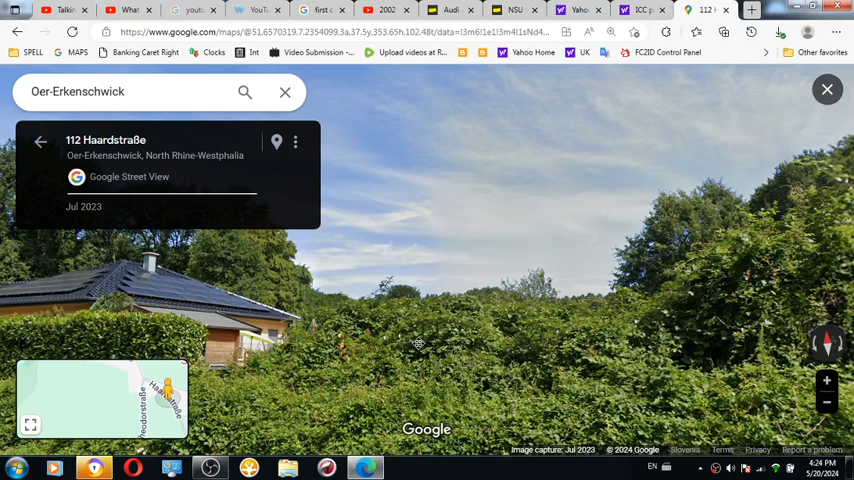 Talkin
What
youtu
YouTu
first c
2002
Audi
NSU
Yaho
ICC p
112 H
https://www.google.com/maps/@51.6570319,7.2354099,3a,37.5y,353.65h,102.48t/data=!3m6!1e1!3m4!1sNd4...
SPELL
MAPS
Banking Caret Right
Clocks
Video Submission -...
Upload videos at R...
Yahoo Home
UK
FC2ID Control Panel
Other favorites
Oer-Erkenschwick
112 Haardstraße
Oer-Erkenschwick, North Rhine-Westphalia
Google Street View
Jul 2023
Haardstraße
heodorstraße
Google
Image capture: Jul 2023 © 2024 Google Slovenia Terms Privacy Report a problem
EN
4:24 PM
5/20/2024